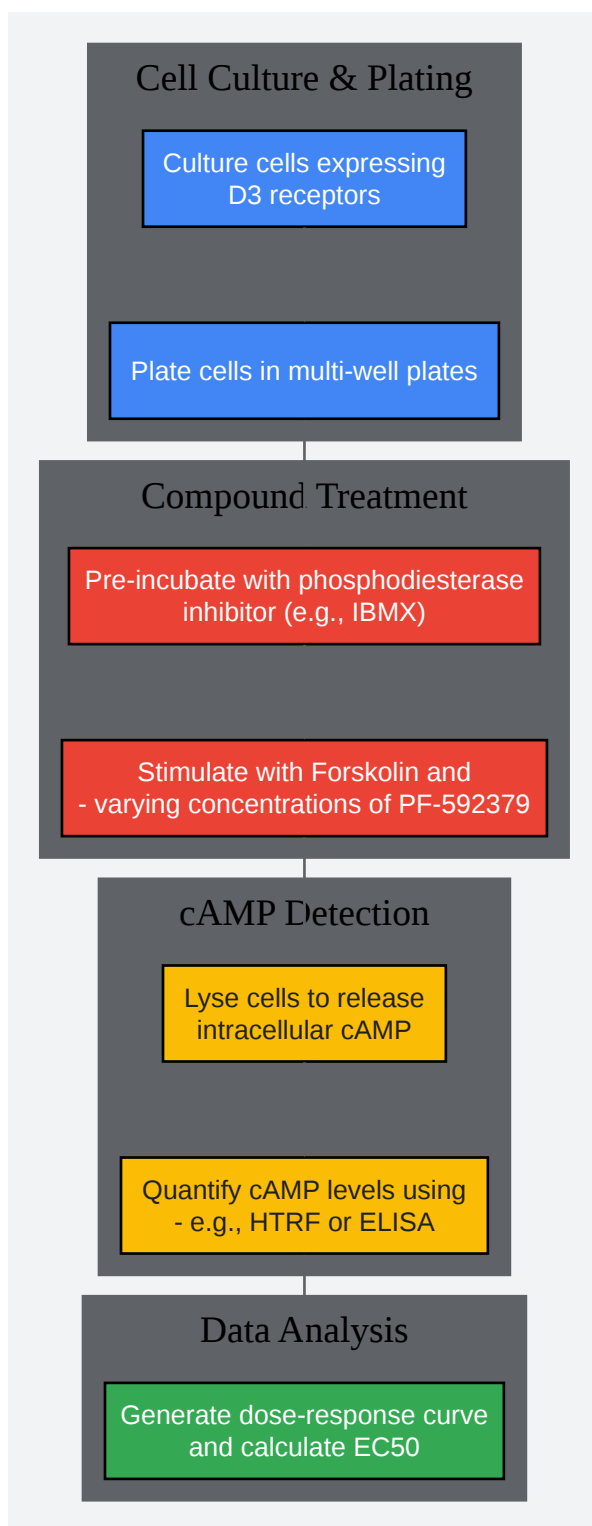 Cell Culture & Plating
Culture cells expressing
D3 receptors
Plate cells in multi-well plates
Compound Treatment
Pre-incubate with phosphodiesterase
inhibitor (e.g., IBMX)
Stimulate with Forskolin and
- varying concentrations of PF-592379
cAMP Detection
Lyse cells to release
intracellular cAMP
Quantify cAMP levels using
- e.g., HTRF or ELISA
Data Analysis
Generate dose-response curve
and calculate EC50